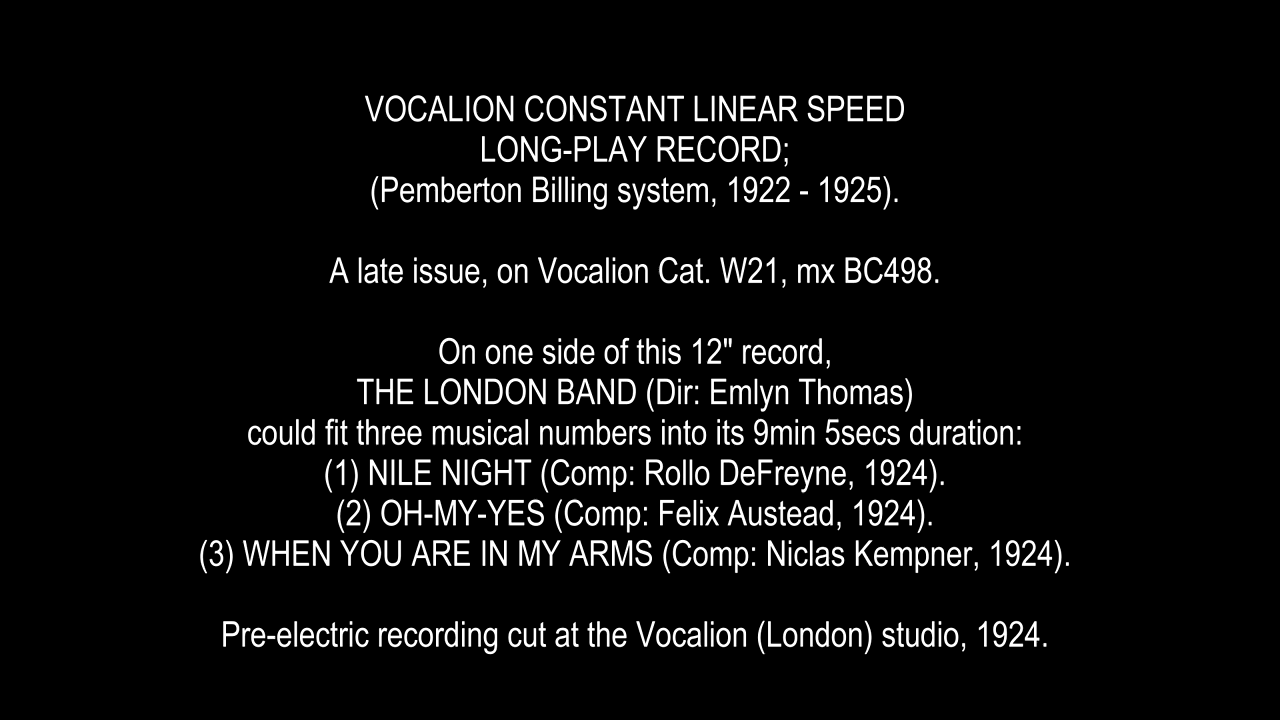 VOCALION CONSTANT LINEAR SPEED
LONG-PLAY RECORD;
(Pemberton Billing system, 1922 - 1925).
A late issue, on Vocalion Cat. W21, mx BC498.
On one side of this 12" record,
THE LONDON BAND (Dir: Emlyn Thomas)
could fit three musical numbers into its 9min 5secs duration:
(1) NILE NIGHT (Comp: Rollo DeFreyne, 1924).
(2) OH-MY-YES (Comp: Felix Austead, 1924).
(3) WHEN YOU ARE IN MY ARMS (Comp: Niclas Kempner, 1924).
Pre-electric recording cut at the Vocalion (London) studio, 1924.